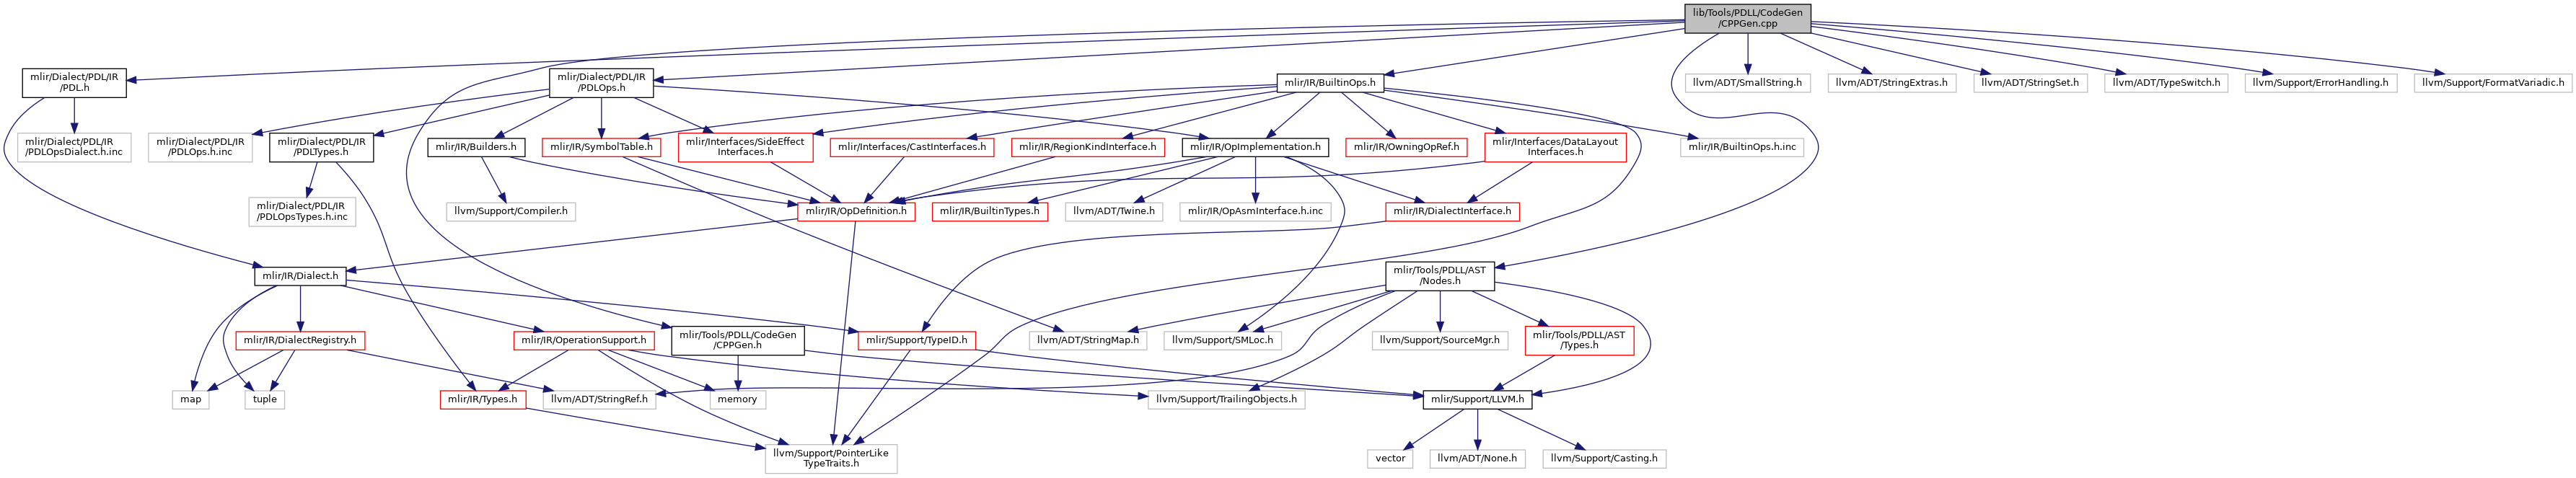 lib/Tools/PDLL/CodeGen
/CPPGen.cpp
mlir/Dialect/PDL/IR
/PDL.h
mlir/Dialect/PDL/IR
/PDLOps.h
mlir/IR/BuiltinOps.h
llvm/ADT/SmallString.h
llvm/ADT/StringExtras.h
llvm/ADT/StringSet.h
llvm/ADT/TypeSwitch.h
llvm/Support/ErrorHandling.h
llvm/Support/FormatVariadic.h
mlir/Dialect/PDL/IR
/PDLOpsDialect.h.inc
mlir/Dialect/PDL/IR
/PDLOps.h.inc
mlir/Dialect/PDL/IR
/PDLTypes.h
mlir/IR/Builders.h
mlir/IR/SymbolTable.h
mlir/Interfaces/SideEffect
Interfaces.h
mlir/Interfaces/CastInterfaces.h
mlir/IR/RegionKindInterface.h
mlir/IR/OpImplementation.h
mlir/IR/OwningOpRef.h
mlir/Interfaces/DataLayout
Interfaces.h
mlir/IR/BuiltinOps.h.inc
mlir/Dialect/PDL/IR
/PDLOpsTypes.h.inc
llvm/Support/Compiler.h
mlir/IR/OpDefinition.h
mlir/IR/BuiltinTypes.h
llvm/ADT/Twine.h
mlir/IR/OpAsmInterface.h.inc
mlir/IR/DialectInterface.h
mlir/IR/Dialect.h
mlir/Tools/PDLL/AST
/Nodes.h
mlir/IR/DialectRegistry.h
mlir/IR/OperationSupport.h
mlir/Tools/PDLL/CodeGen
/CPPGen.h
mlir/Support/TypeID.h
llvm/ADT/StringMap.h
llvm/Support/SMLoc.h
llvm/Support/SourceMgr.h
mlir/Tools/PDLL/AST
/Types.h
map
tuple
mlir/IR/Types.h
llvm/ADT/StringRef.h
memory
llvm/Support/TrailingObjects.h
mlir/Support/LLVM.h
llvm/Support/PointerLike
TypeTraits.h
vector
llvm/ADT/None.h
llvm/Support/Casting.h